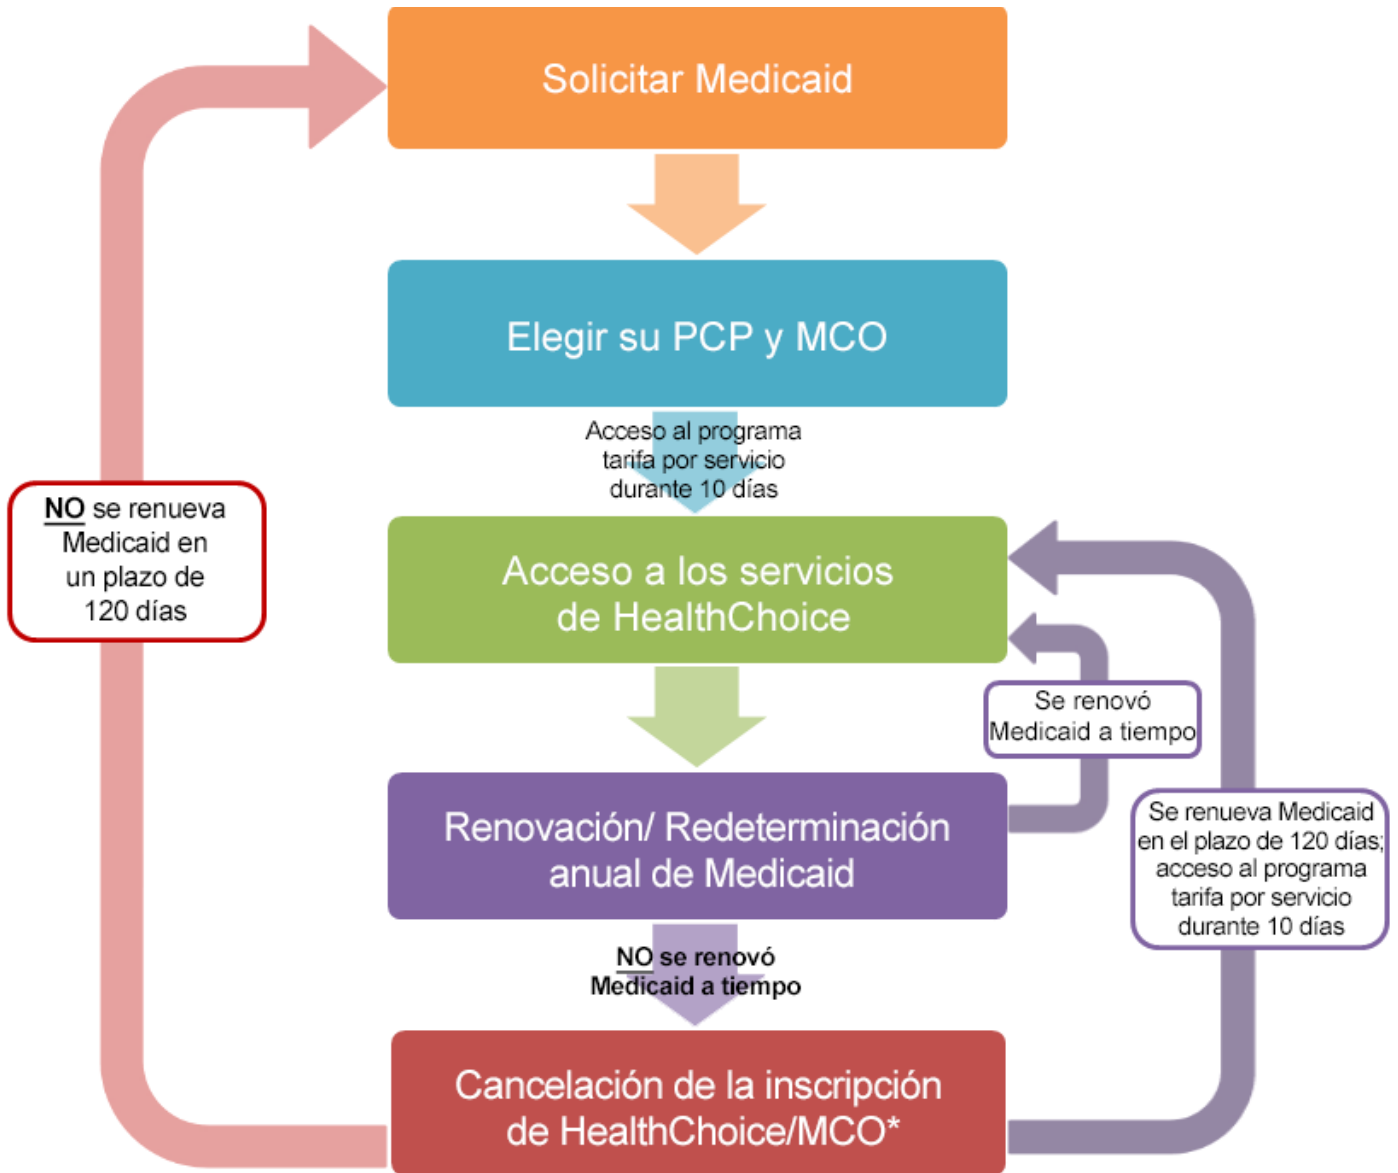 Solicitar Medicaid
Elegir su PCP y MCO
Acceso al programa
tarifa por servicio
durante 10 días
NO se renueva
Medicaid en
un plazo de
120 días
Acceso a los servicios
de HealthChoice
Se renovó
Medicaid a tiempo
Renovación/ Redeterminación
anual de Medicaid
Se renueva Medicaid
en el plazo de 120 días;
acceso al programa
tarifa por servicio
durante 10 días
NO se renovó
Medicaid a tiempo
Cancelación de la inscripción
de HealthChoice/MCO*